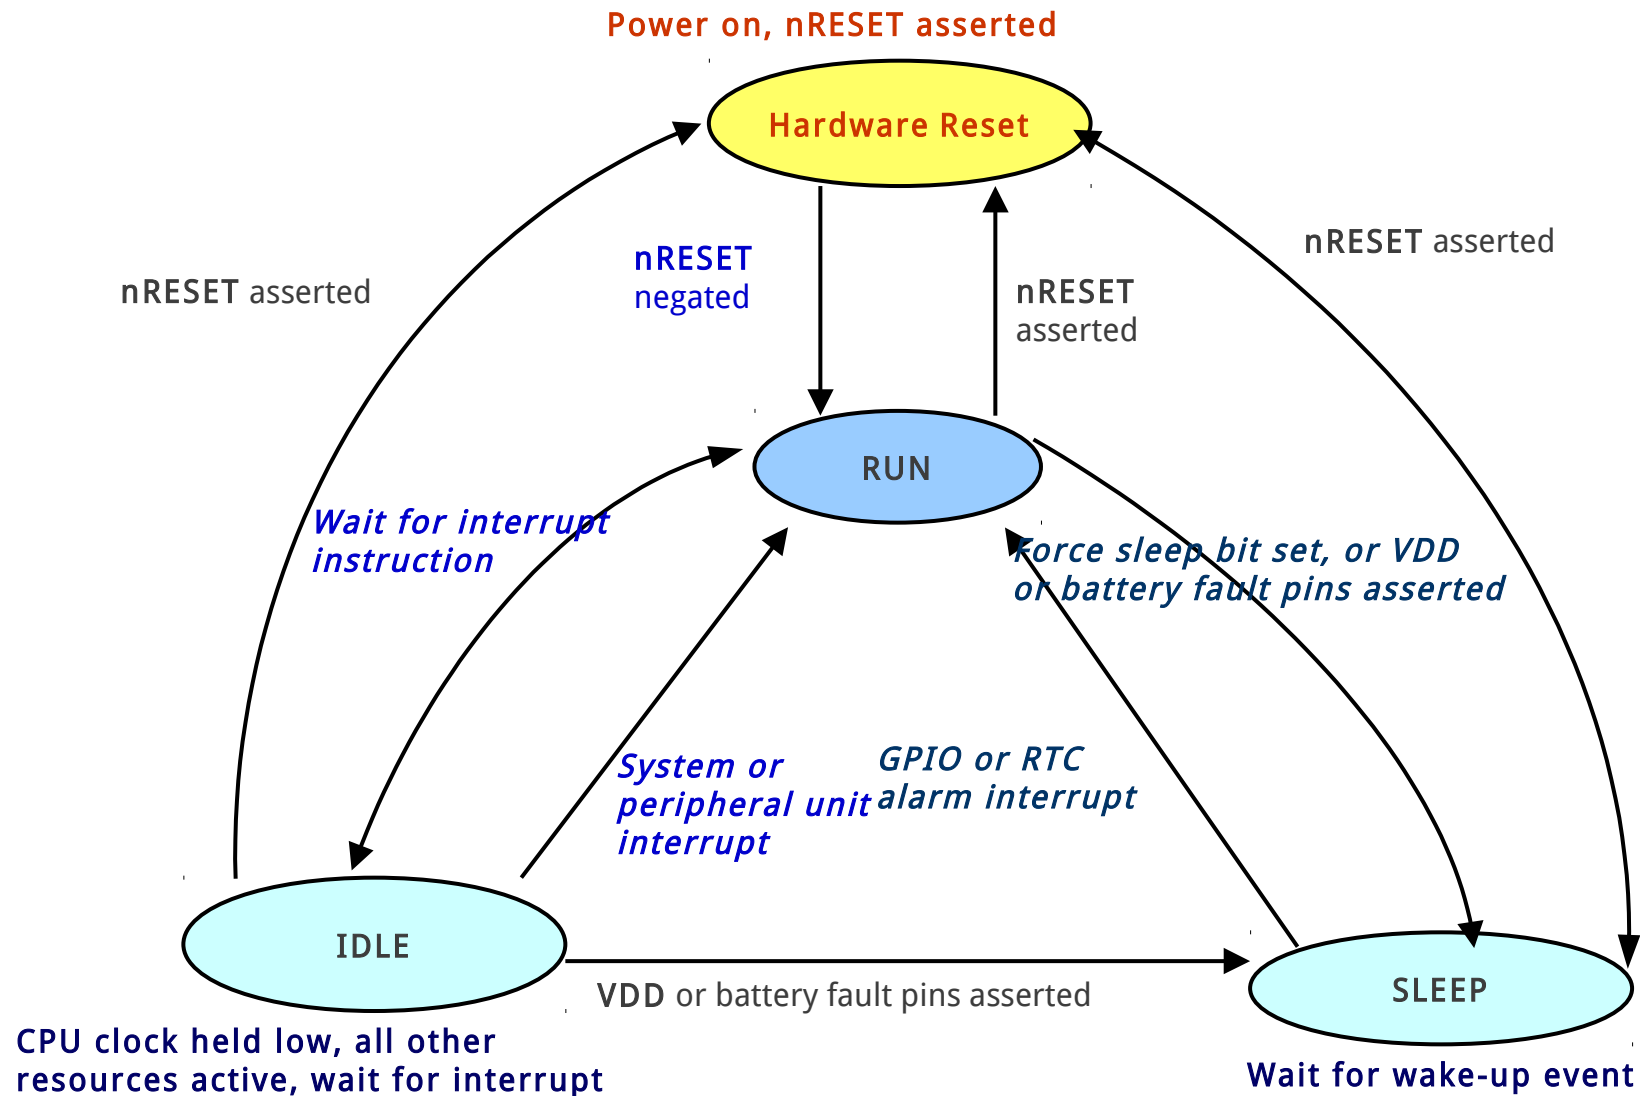 Power on, nRESET asserted
Hardware Reset
nRESET asserted
nRESET
negated
nRESET
asserted
nRESET asserted
RUN
Wait for interrupt
instruction
Force sleep bit set, or VDD
or battery fault pins asserted
System or
peripheral unit
interrupt
GPIO or RTC
alarm interrupt
IDLE
VDD or battery fault pins asserted
SLEEP
CPU clock held low, all other
resources active, wait for interrupt
Wait for wake-up event